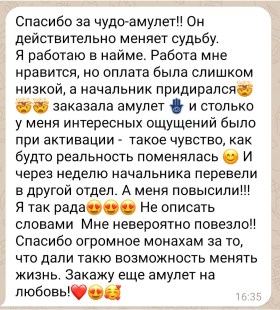 Спасибо за чудо-амулет!! Он
действительно меняет судьбу.
Я работаю в найме. Работа мне
нравится, но оплата была слишком
низкой, а начальник придирался🤯
🤯🤯 заказала амулет 🪬 и столько
у меня интересных ощущений было
при активации - такое чувство, как
будто реальность поменялась 😊 И
через неделю начальника перевели
в другой отдел. А меня повысили!!!
Я так рада😍😍😍 Не описать
словами Мне невероятно повезло!!
Спасибо огромное монахам за то,
что дали такю возможность менять
жизнь. Закажу еще амулет на
любовь!❤️😍🥰
16:35